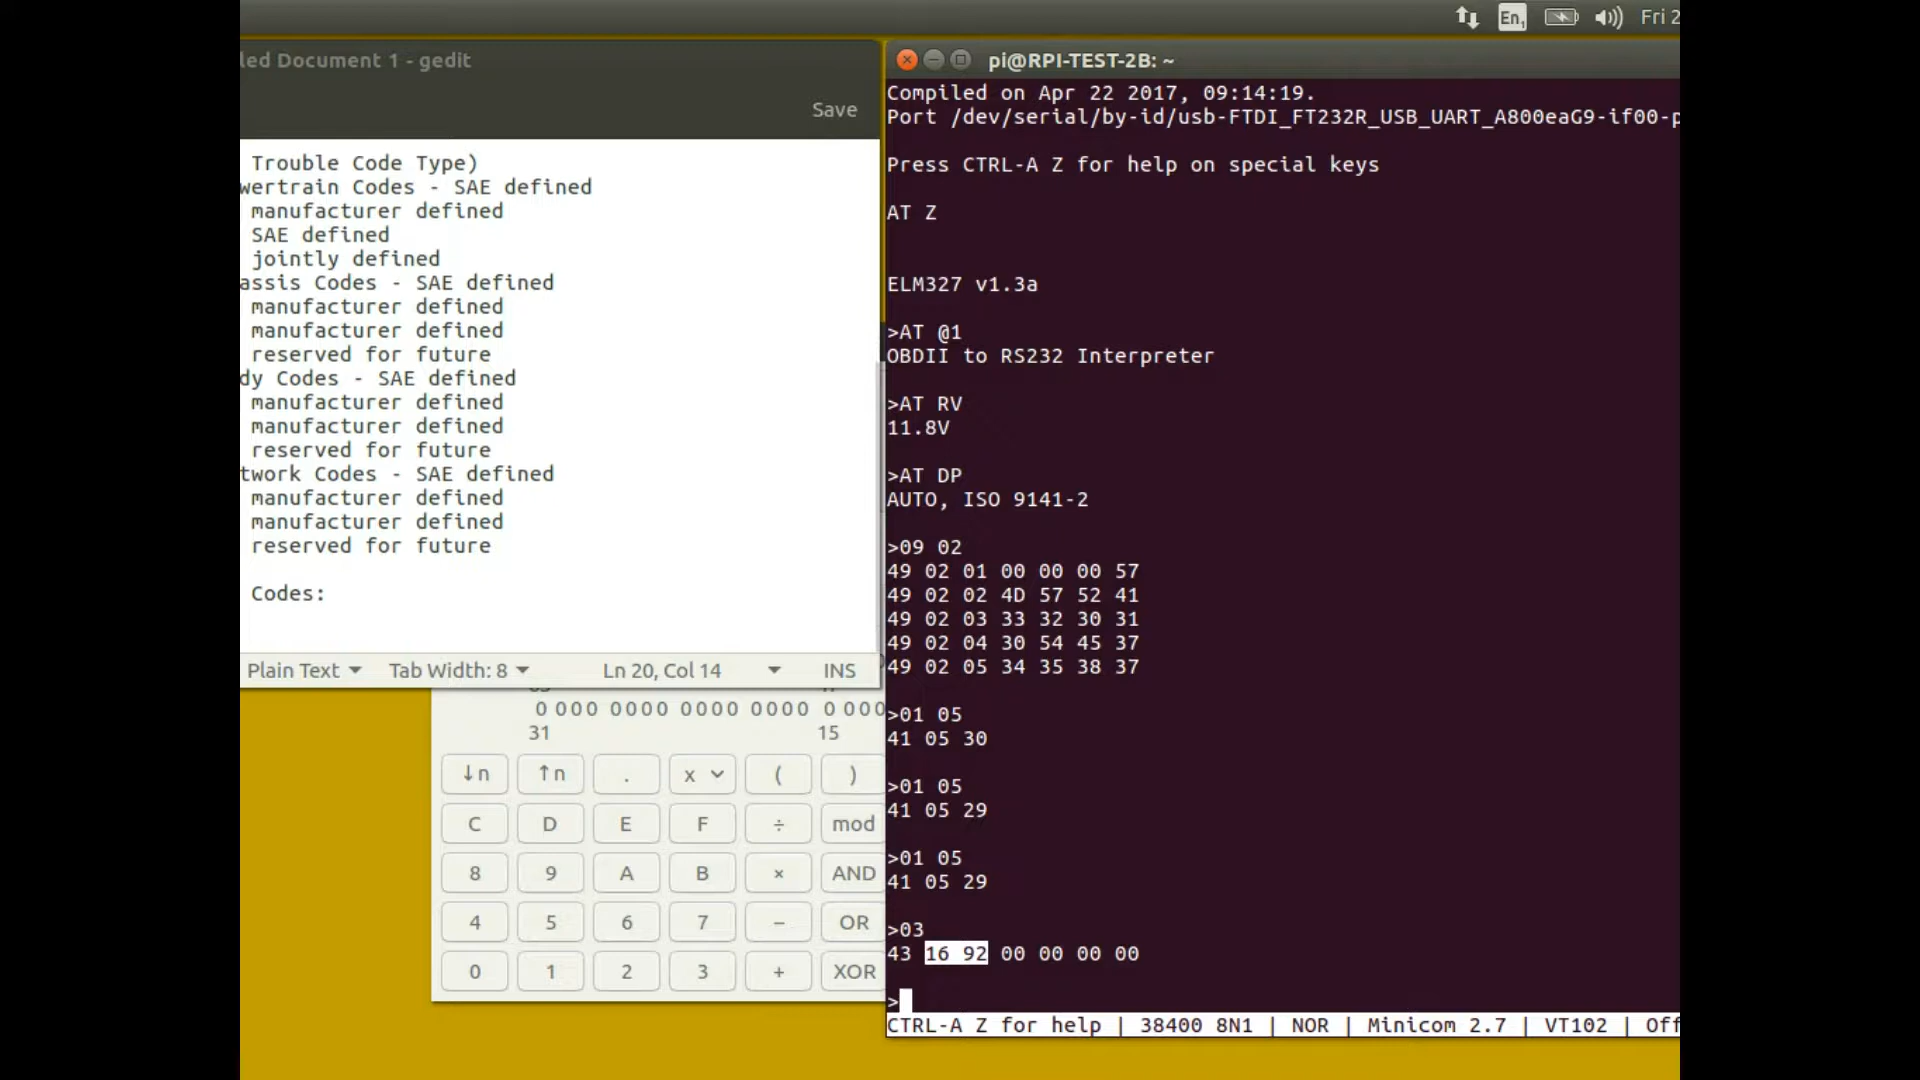 En1
Fri 2
led Document 1 - gedit
Save
Trouble Code Type)
wertrain Codes - SAE defined
manufacturer defined
SAE defined
jointly defined
assis Codes - SAE defined
manufacturer defined
manufacturer defined
reserved for future
dy Codes - SAE defined
manufacturer defined
manufacturer defined
reserved for future
twork Codes - SAE defined
manufacturer defined
manufacturer defined
reserved for future
Codes:
Plain Text Tab Width: 8 Ln 20, Col 14 INS
0 0000 0000 0000 0000 0 000
31 15
↓n ↑n . x ( )
C D E F ÷ mod
8 9 A B × AND
4 5 6 7 − OR
0 1 2 3 + XOR
pi@RPI-TEST-2B: ~
Compiled on Apr 22 2017, 09:14:19.
Port /dev/serial/by-id/usb-FTDI_FT232R_USB_UART_A800eaG9-if00-p
Press CTRL-A Z for help on special keys
AT Z
ELM327 v1.3a
>AT @1
OBDII to RS232 Interpreter
>AT RV
11.8V
>AT DP
AUTO, ISO 9141-2
>09 02
49 02 01 00 00 00 57
49 02 02 4D 57 52 41
49 02 03 33 32 30 31
49 02 04 30 54 45 37
49 02 05 34 35 38 37
>01 05
41 05 30
>01 05
41 05 29
>01 05
41 05 29
>03
43 16 92 00 00 00 00
>
CTRL-A Z for help | 38400 8N1 | NOR | Minicom 2.7 | VT102 | Off